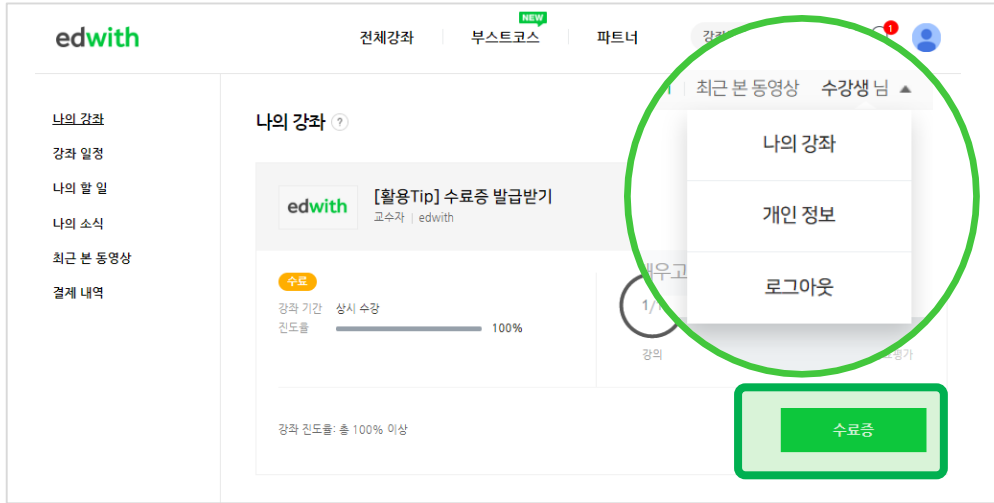 edwith
전체강좌
NEW
부스트코스
파트너
1
최근 본 동영상 수강생 님 ▲
나의 강좌
개인 정보
로그아웃
나의 강좌
강좌 일정
나의 할 일
나의 소식
최근 본 동영상
결제 내역
나의 강좌 ?
edwith
[활용Tip] 수료증 발급받기
교수자 | edwith
수료
강좌 기간 상시 수강
진도율 100%
강의
강좌 진도율: 총 100% 이상
수료증